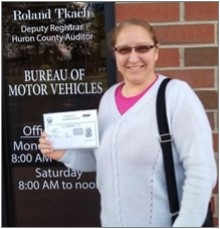 Roland Tkach
Deputy Registrar
Huron County Auditor
BUREAU OF
MOTOR VEHICLES
Offi
Mon
8:00 AM
Saturday
8:00 AM to noo